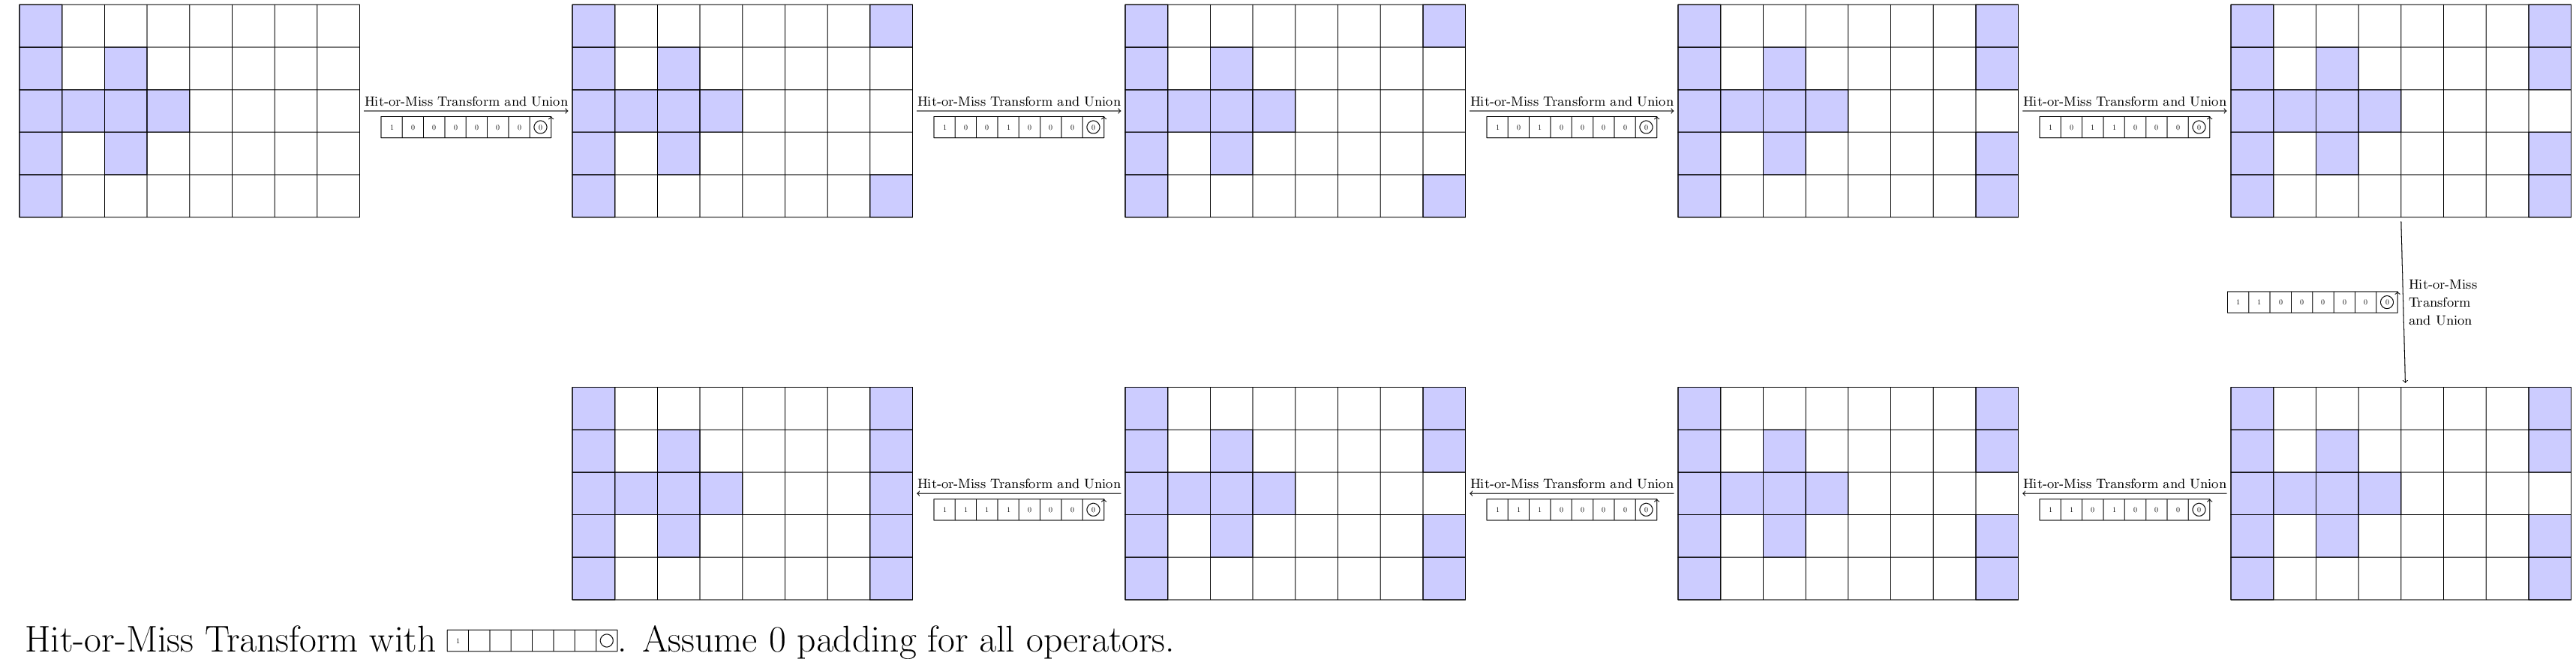 Hit-or-Miss Transform and Union
1 0 0 0 0 0 0 0
Hit-or-Miss Transform and Union
1 0 0 1 0 0 0 0
Hit-or-Miss Transform and Union
1 0 1 0 0 0 0 0
Hit-or-Miss Transform and Union
1 0 1 1 0 0 0 0
Hit-or-Miss
Transform
and Union
1 1 0 0 0 0 0 0
Hit-or-Miss Transform and Union
1 1 0 1 0 0 0 0
Hit-or-Miss Transform and Union
1 1 1 0 0 0 0 0
Hit-or-Miss Transform and Union
1 1 1 1 0 0 0 0
Hit-or-Miss Transform with 1 . Assume 0 padding for all operators.